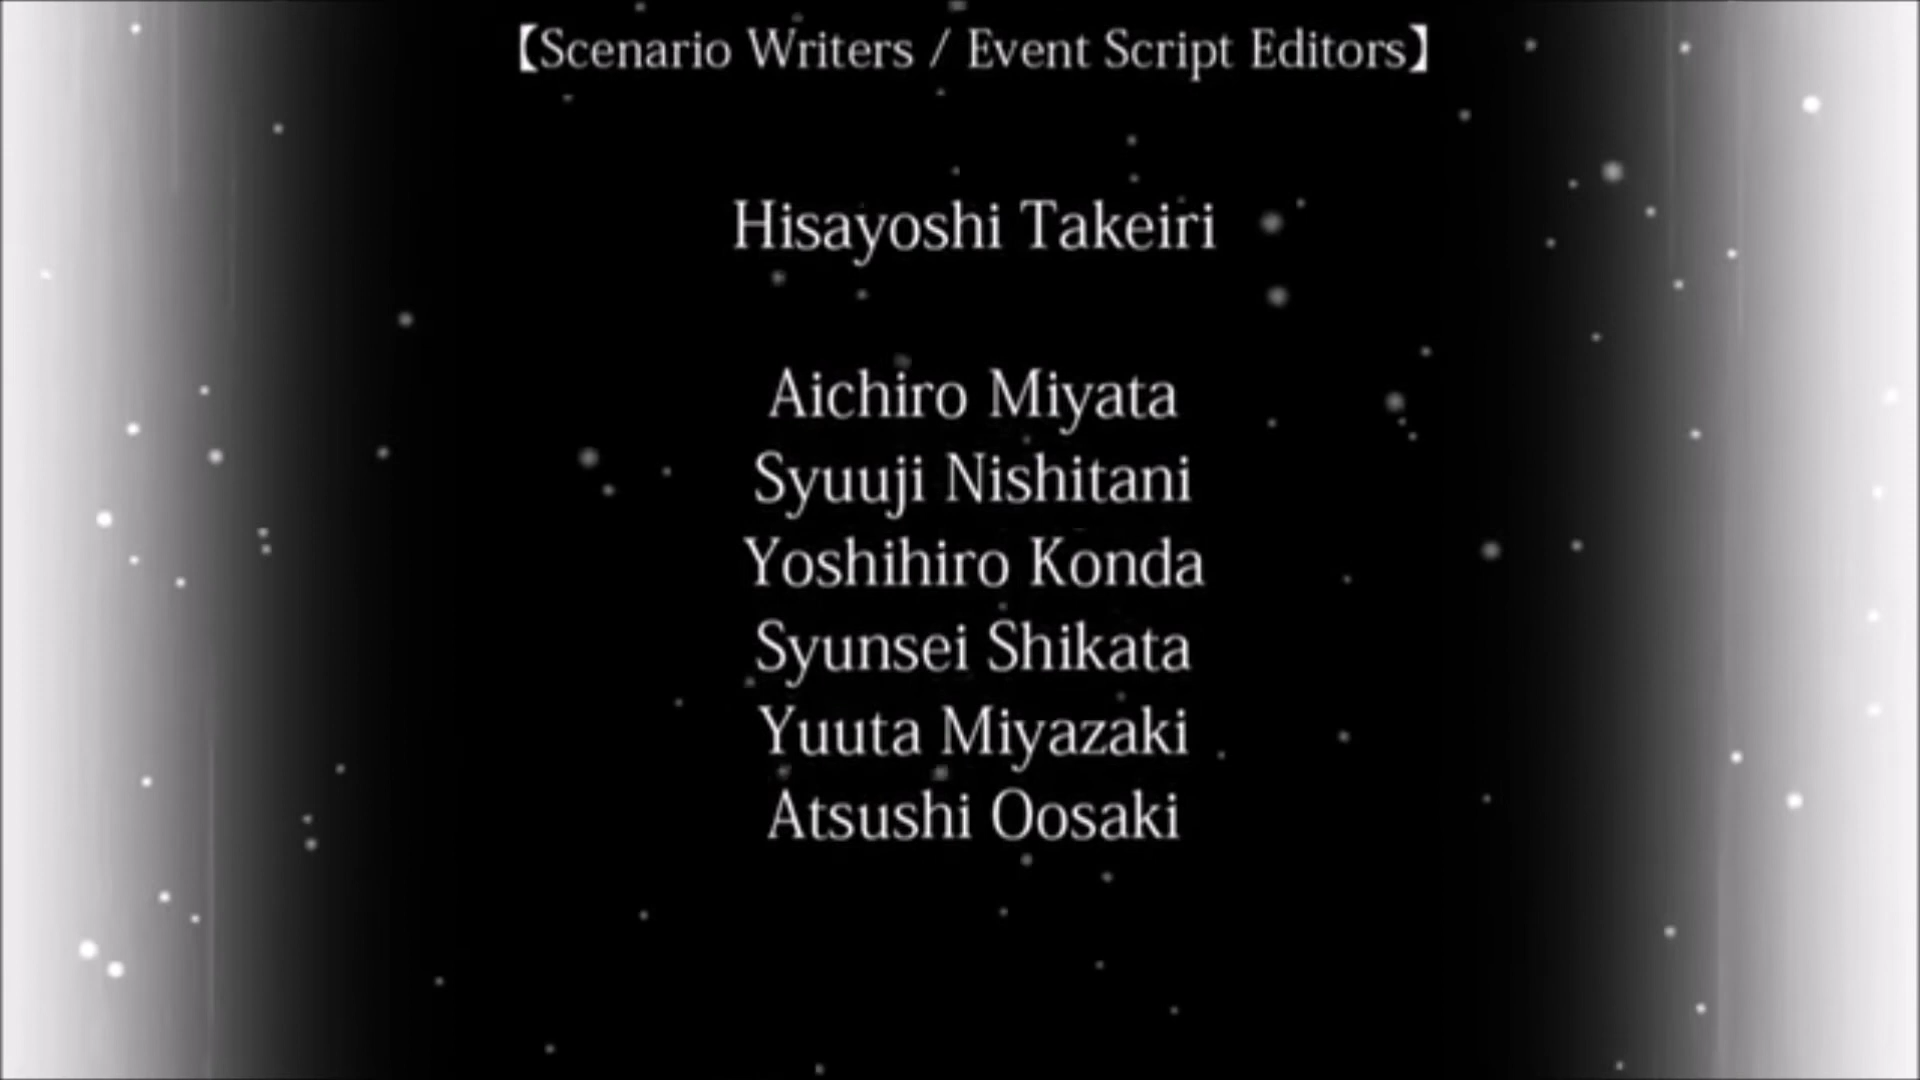 【Scenario Writers / Event Script Editors】
Hisayoshi Takeiri
Aichiro Miyata
Syuuji Nishitani
Yoshihiro Konda
Syunsei Shikata
Yuuta Miyazaki
Atsushi Oosaki